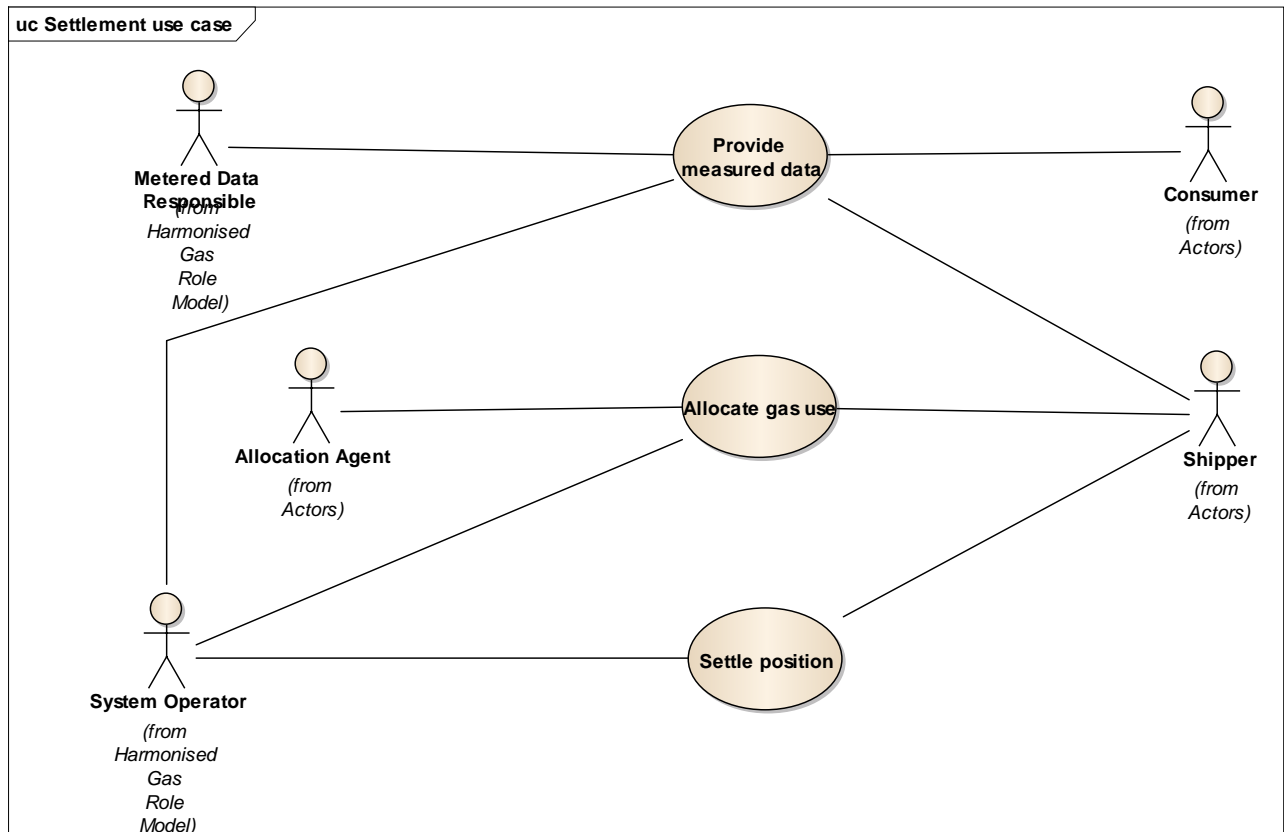 uc Settlement use case
Metered Data
Responsible
(from
Harmonised
Gas
Role
Model)
Provide
measured data
Consumer
(from
Actors)
Allocation Agent
(from
Actors)
Allocate gas use
Shipper
(from
Actors)
System Operator
(from
Harmonised
Gas
Role
Model)
Settle position